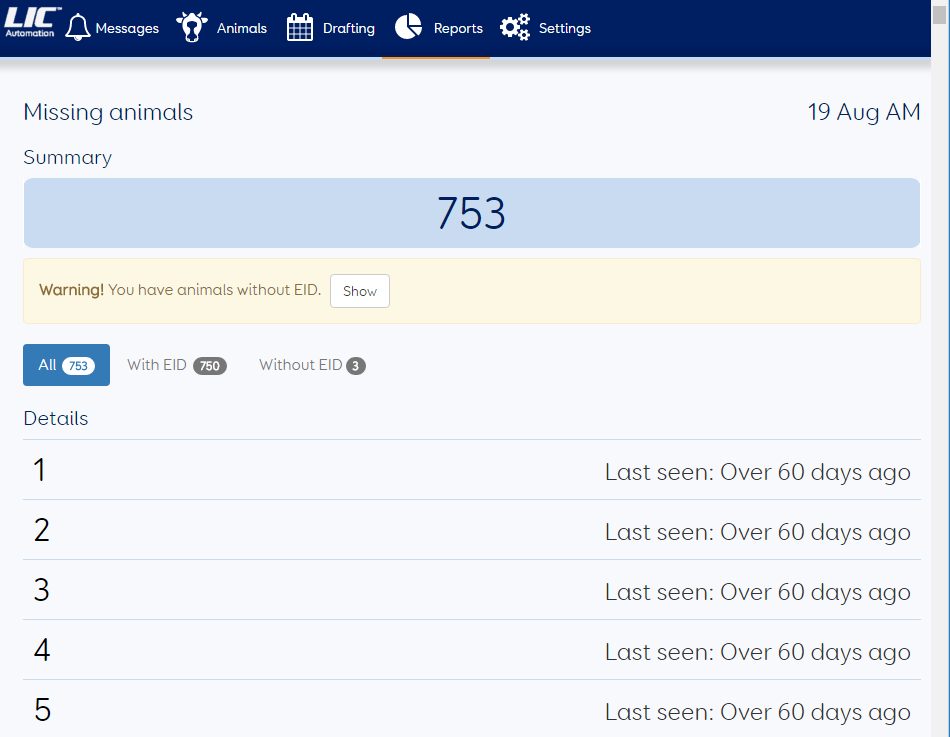 LIC™
Automation
Messages Animals Drafting Reports Settings
Missing animals 19 Aug AM
Summary
753
Warning! You have animals without EID. Show
All 753 With EID 750 Without EID 3
Details
1 Last seen: Over 60 days ago
2 Last seen: Over 60 days ago
3 Last seen: Over 60 days ago
4 Last seen: Over 60 days ago
5 Last seen: Over 60 days ago